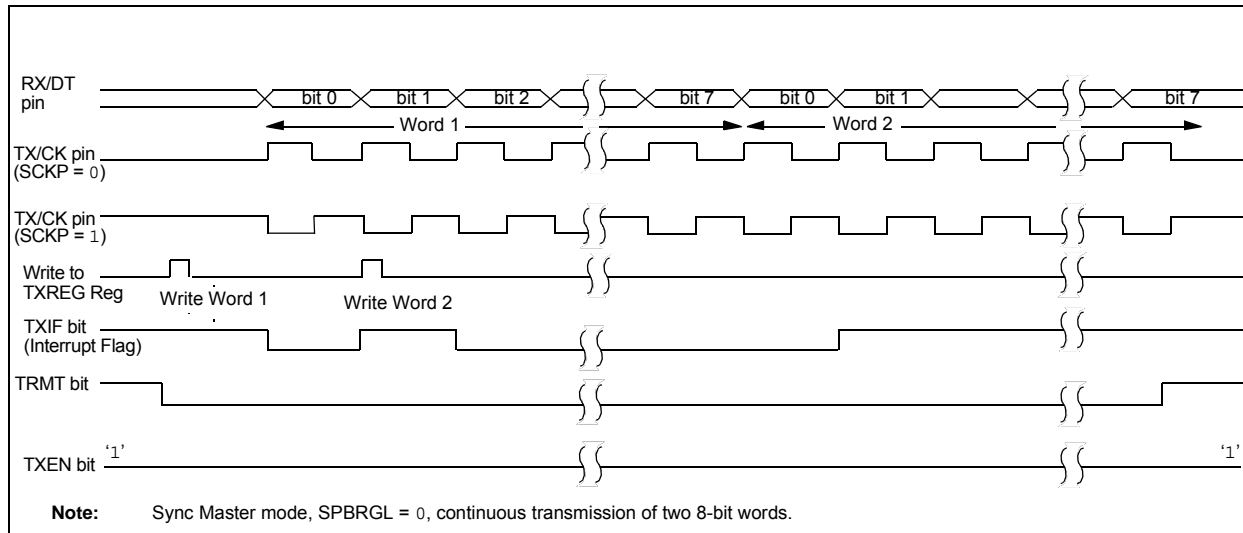 RX/DT
pin
bit 0 bit 1 bit 2 bit 7 bit 0 bit 1 bit 7
Word 1 Word 2
TX/CK pin
(SCKP = 0)
TX/CK pin
(SCKP = 1)
Write to
TXREG Reg
Write Word 1 Write Word 2
TXIF bit
(Interrupt Flag)
TRMT bit
TXEN bit
‘1’ ‘1’
Note: Sync Master mode, SPBRGL = 0, continuous transmission of two 8-bit words.